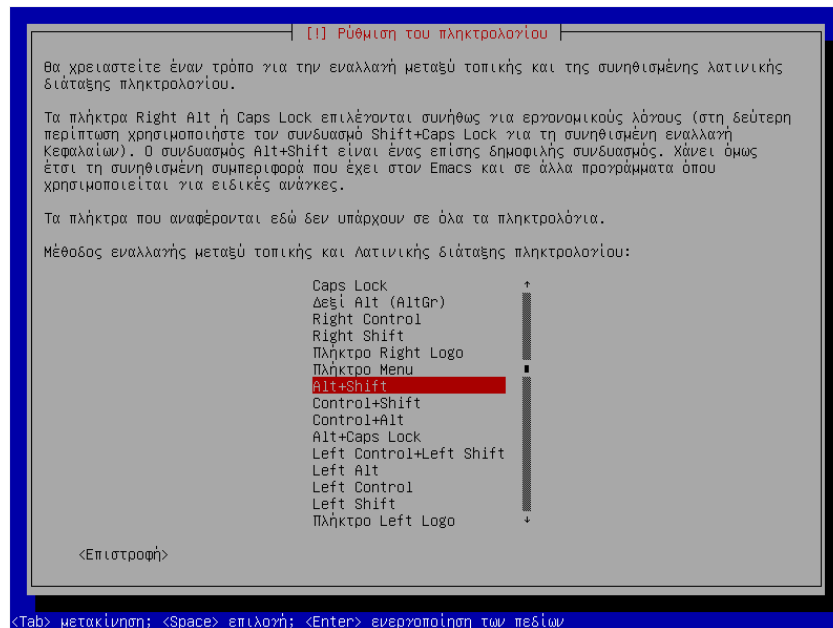 [!] Ρύθμιση του πληκτρολογίου
Θα χρειαστείτε έναν τρόπο για την εναλλαγή μεταξύ τοπικής και της συνηθισμένης λατινικής
διάταξης πληκτρολογίου.
Τα πλήκτρα Right Alt ή Caps Lock επιλέγονται συνήθως για εργονομικούς λόγους (στη δεύτερη
περίπτωση χρησιμοποιήστε τον συνδυασμό Shift+Caps Lock για τη συνηθισμένη εναλλαγή
Κεφαλαίων). Ο συνδυασμός Alt+Shift είναι ένας επίσης δημοφιλής συνδυασμός. Χάνει όμως
έτσι τη συνηθισμένη συμπεριφορά που έχει στον Emacs και σε άλλα προγράμματα όπου
χρησιμοποιείται για ειδικές ανάγκες.
Τα πλήκτρα που αναφέρονται εδώ δεν υπάρχουν σε όλα τα πληκτρολόγια.
Μέθοδος εναλλαγής μεταξύ τοπικής και Λατινικής διάταξης πληκτρολογίου:
Caps Lock
Δεξί Alt (AltGr)
Right Control
Right Shift
Πλήκτρο Right Logo
Πλήκτρο Menu
Alt+Shift
Control+Shift
Control+Alt
Alt+Caps Lock
Left Control+Left Shift
Left Alt
Left Control
Left Shift
Πλήκτρο Left Logo
<Επιστροφή>
<Tab> μετακίνηση; <Space> επιλογή; <Enter> ενεργοποίηση των πεδίων